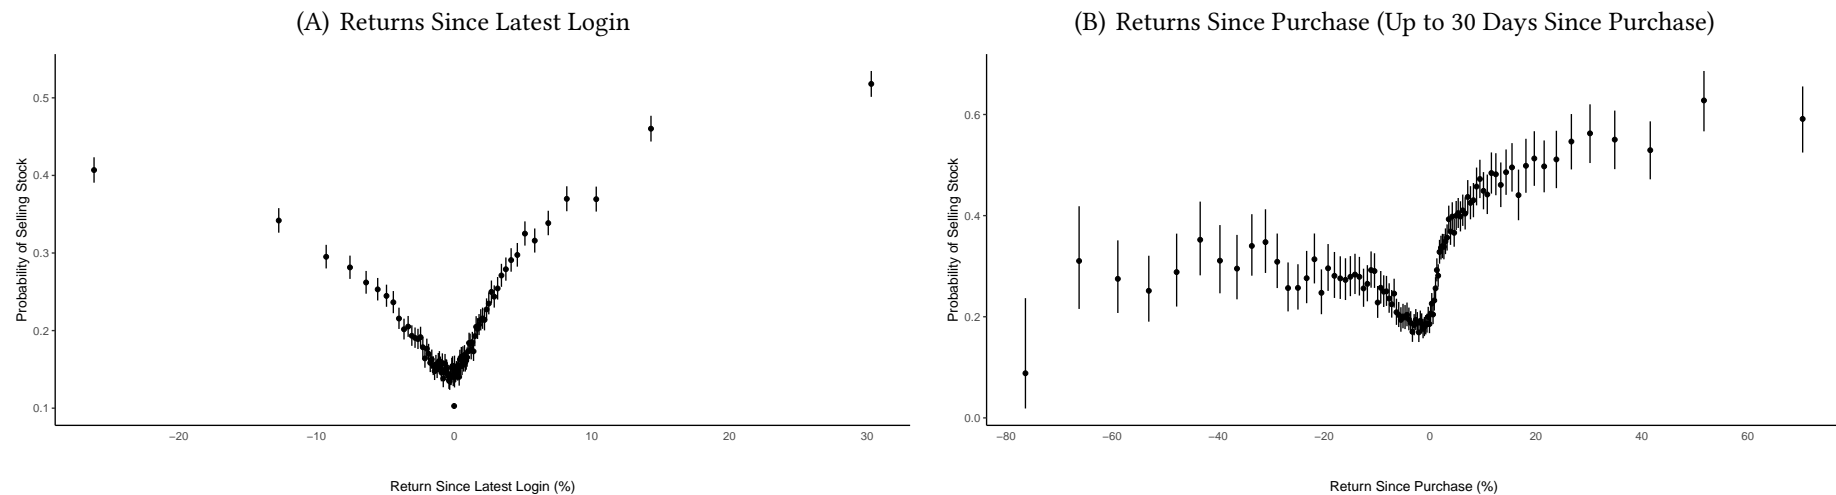 (A) Returns Since Latest Login
Probability of Selling Stock
0.5
0.4
0.3
0.2
0.1
−20 −10 0 10 20 30
Return Since Latest Login (%)
(B) Returns Since Purchase (Up to 30 Days Since Purchase)
Probability of Selling Stock
0.6
0.4
0.2
0.0
−80 −60 −40 −20 0 20 40 60
Return Since Purchase (%)